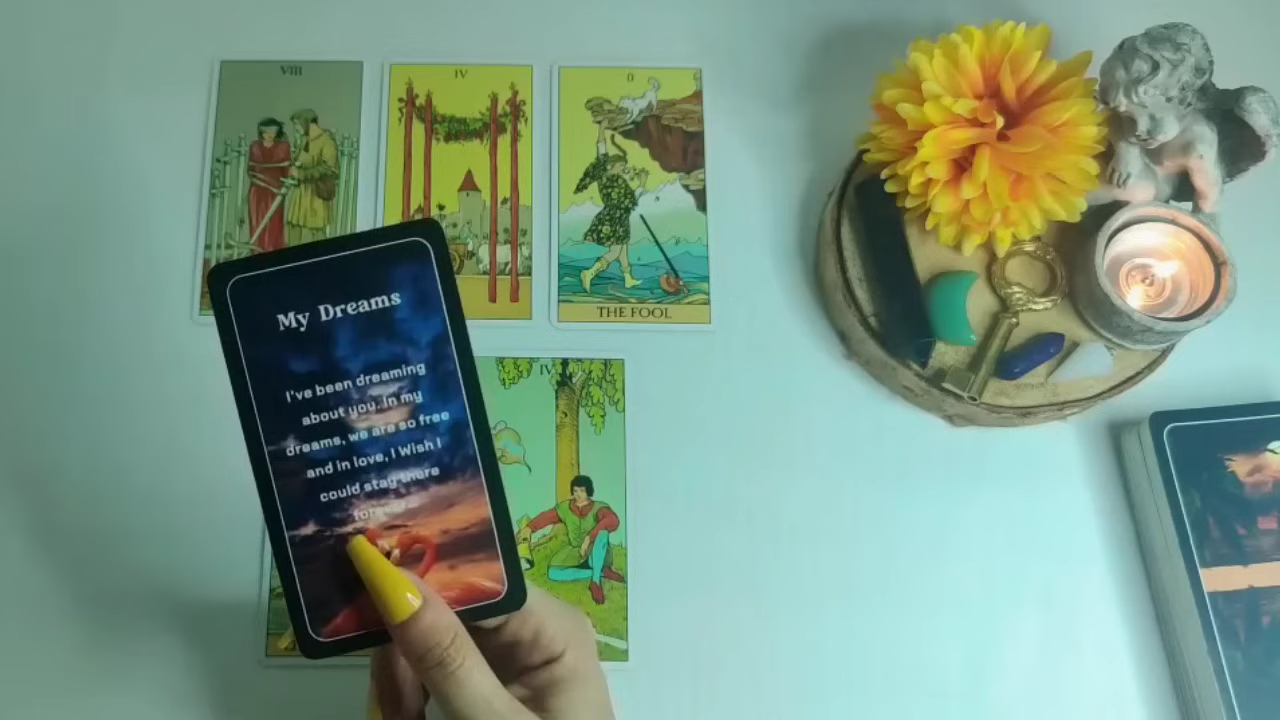 VIII
IV
0
THE FOOL
My Dreams
I've been dreaming
about you. In my
dreams, we are so free
and in love, I Wish I
could stay there
IV